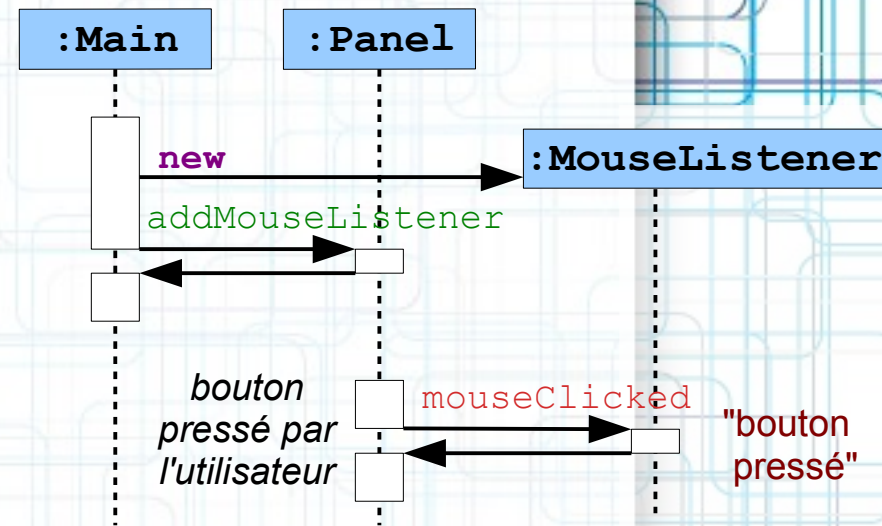 :Main
:Panel
new
:MouseListener
addMouseListener
bouton
pressé par
l'utilisateur
mouseClicked
"bouton
pressé"